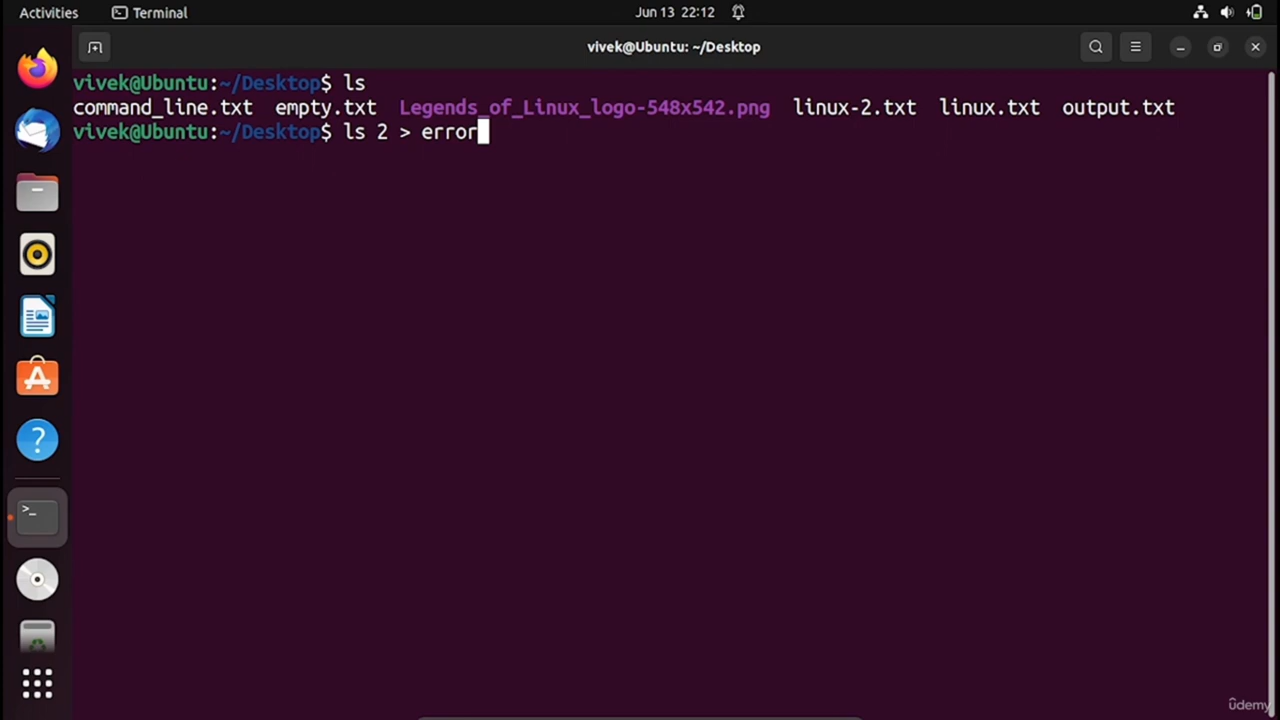 Activities Terminal Jun 13 22:12
vivek@Ubuntu: ~/Desktop
vivek@Ubuntu:~/Desktop$ ls
command_line.txt empty.txt Legends_of_Linux_logo-548x542.png linux-2.txt linux.txt output.txt
vivek@Ubuntu:~/Desktop$ ls 2 > error
>_
?
A
ûdemy